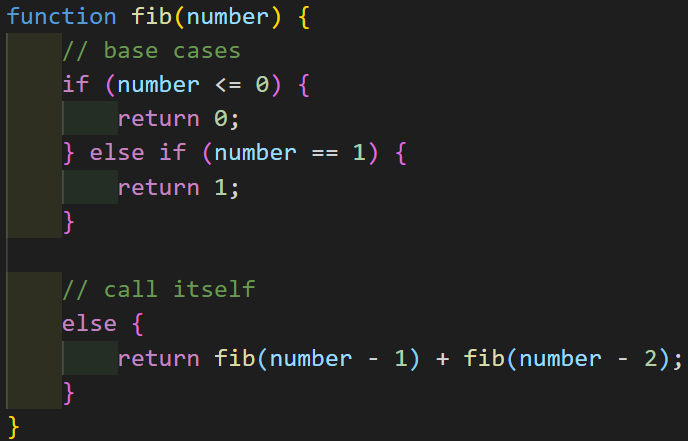 function fib(number) {
    // base cases
    if (number <= 0) {
        return 0;
    } else if (number == 1) {
        return 1;
    }

    // call itself
    else {
        return fib(number - 1) + fib(number - 2);
    }
}